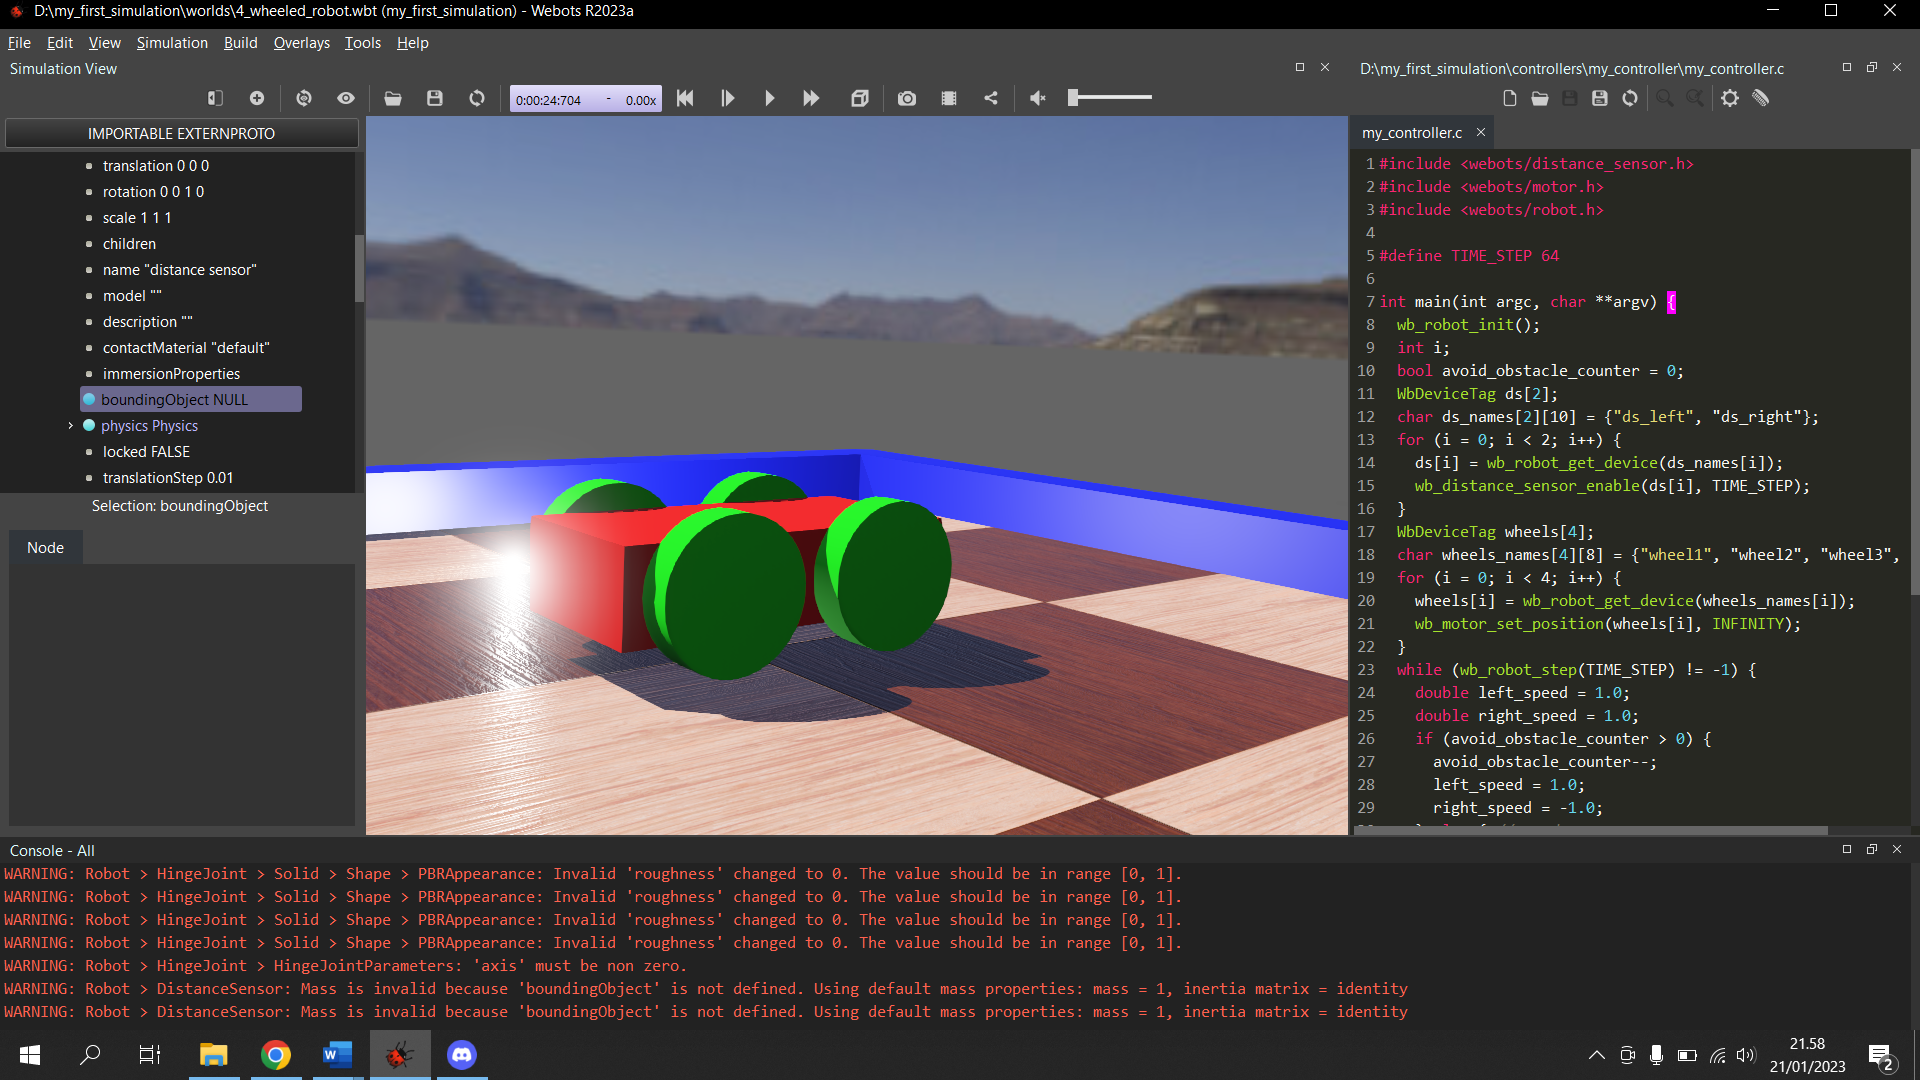 D:\my_first_simulation\worlds\4_wheeled_robot.wbt (my_first_simulation) - Webots R2023a
File Edit View Simulation Build Overlays Tools Help
Simulation View
0:00:24:704 - 0.00x
IMPORTABLE EXTERNPROTO
translation 0 0 0
rotation 0 0 1 0
scale 1 1 1
children
name "distance sensor"
model ""
description ""
contactMaterial "default"
immersionProperties
boundingObject NULL
physics Physics
locked FALSE
translationStep 0.01
Selection: boundingObject
Node
D:\my_first_simulation\controllers\my_controller\my_controller.c
my_controller.c
1 #include <webots/distance_sensor.h>
2 #include <webots/motor.h>
3 #include <webots/robot.h>
4
5 #define TIME_STEP 64
6
7 int main(int argc, char **argv) {
8 wb_robot_init();
9 int i;
10 bool avoid_obstacle_counter = 0;
11 WbDeviceTag ds[2];
12 char ds_names[2][10] = {"ds_left", "ds_right"};
13 for (i = 0; i < 2; i++) {
14 ds[i] = wb_robot_get_device(ds_names[i]);
15 wb_distance_sensor_enable(ds[i], TIME_STEP);
16 }
17 WbDeviceTag wheels[4];
18 char wheels_names[4][8] = {"wheel1", "wheel2", "wheel3",
19 for (i = 0; i < 4; i++) {
20 wheels[i] = wb_robot_get_device(wheels_names[i]);
21 wb_motor_set_position(wheels[i], INFINITY);
22 }
23 while (wb_robot_step(TIME_STEP) != -1) {
24 double left_speed = 1.0;
25 double right_speed = 1.0;
26 if (avoid_obstacle_counter > 0) {
27 avoid_obstacle_counter--;
28 left_speed = 1.0;
29 right_speed = -1.0;
Console - All
WARNING: Robot > HingeJoint > Solid > Shape > PBRAppearance: Invalid 'roughness' changed to 0. The value should be in range [0, 1].
WARNING: Robot > HingeJoint > Solid > Shape > PBRAppearance: Invalid 'roughness' changed to 0. The value should be in range [0, 1].
WARNING: Robot > HingeJoint > Solid > Shape > PBRAppearance: Invalid 'roughness' changed to 0. The value should be in range [0, 1].
WARNING: Robot > HingeJoint > Solid > Shape > PBRAppearance: Invalid 'roughness' changed to 0. The value should be in range [0, 1].
WARNING: Robot > HingeJoint > HingeJointParameters: 'axis' must be non zero.
WARNING: Robot > DistanceSensor: Mass is invalid because 'boundingObject' is not defined. Using default mass properties: mass = 1, inertia matrix = identity
WARNING: Robot > DistanceSensor: Mass is invalid because 'boundingObject' is not defined. Using default mass properties: mass = 1, inertia matrix = identity
W
21.58
21/01/2023
2